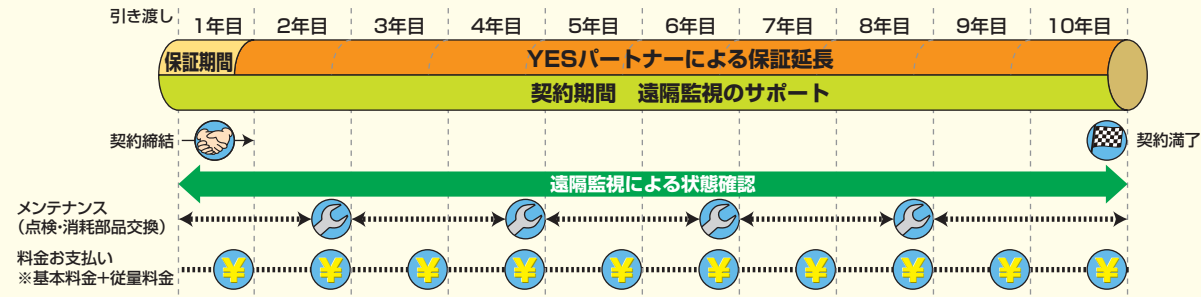 引き渡し
1年目 2年目 3年目 4年目 5年目 6年目 7年目 8年目 9年目 10年目
保証期間 YESパートナーによる保証延長
契約期間 遠隔監視のサポート
契約締結 契約満了
遠隔監視による状態確認
メンテナンス
(点検・消耗部品交換)
料金お支払い
※基本料金+従量料金
¥ ¥ ¥ ¥ ¥ ¥ ¥ ¥ ¥ ¥